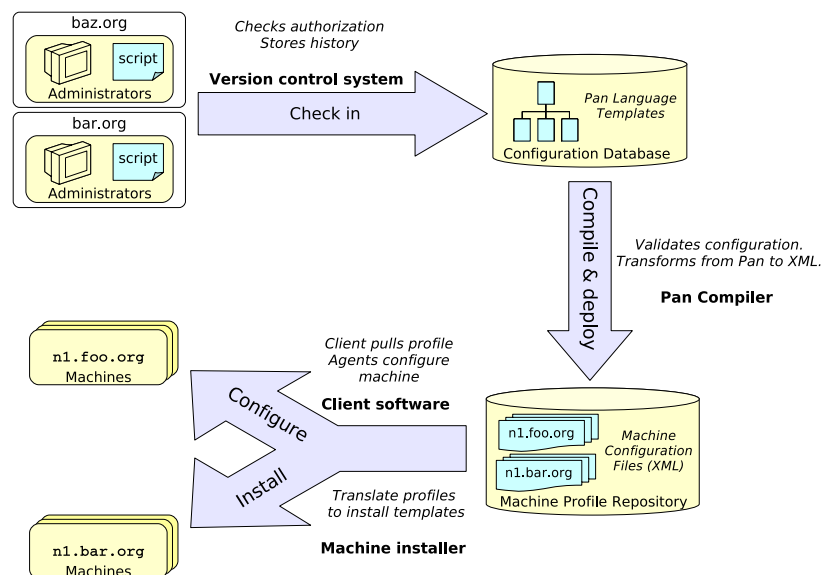 baz.org
script
Administrators
bar.org
script
Administrators
Checks authorization
Stores history
Version control system
Check in
Pan Language
Templates
Configuration Database
Compile & deploy
Validates configuration.
Transforms from Pan to XML.
Pan Compiler
n1.foo.org
Machines
Client pulls profile
Agents configure
machine
Client software
Configure
Install
Translate profiles
to install templates
Machine installer
n1.foo.org
n1.bar.org
Machine
Configuration
Files (XML)
Machine Profile Repository
n1.bar.org
Machines